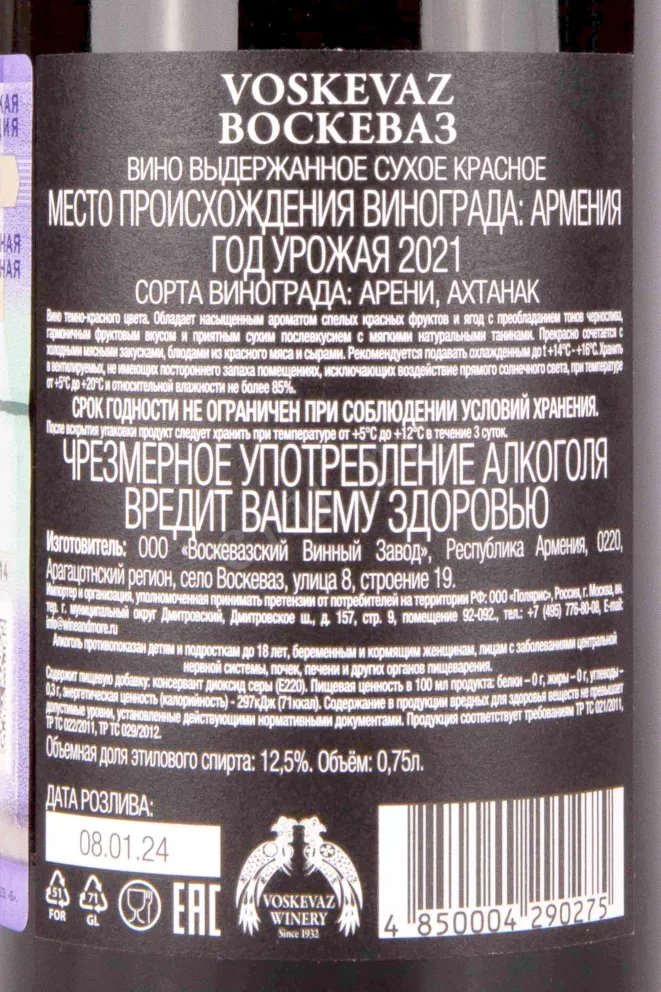 VOSKEVAZ
ВОСКЕВАЗ
ВИНО ВЫДЕРЖАННОЕ СУХОЕ КРАСНОЕ
МЕСТО ПРОИСХОЖДЕНИЯ ВИНОГРАДА: АРМЕНИЯ
ГОД УРОЖАЯ 2021
СОРТА ВИНОГРАДА: АРЕНИ, АХТАНАК
Вино темно-красного цвета. Обладает насыщенным ароматом спелых красных фруктов и ягод с преобладанием тонов чернослива,
гармоничным фруктовым вкусом и приятным сухим послевкусием с мягкими натуральными танинами. Прекрасно сочетается с
холодными мясными закусками, блюдами из красного мяса и сырами. Рекомендуется подавать охлажденным до t +14°C - +16°C. Хранить
в вентилируемых, не имеющих постороннего запаха помещениях, исключающих воздействие прямого солнечного света, при температуре
от +5°C до +20°C и относительной влажности не более 85%.
СРОК ГОДНОСТИ НЕ ОГРАНИЧЕН ПРИ СОБЛЮДЕНИИ УСЛОВИЙ ХРАНЕНИЯ.
После вскрытия упаковки продукт следует хранить при температуре от +5°C до +12°C в течение 3 суток.
ЧРЕЗМЕРНОЕ УПОТРЕБЛЕНИЕ АЛКОГОЛЯ
ВРЕДИТ ВАШЕМУ ЗДОРОВЬЮ
Изготовитель: ООО «Воскевазский Винный Завод», Республика Армения, 0220,
Арагацотнский регион, село Воскеваз, улица 8, строение 19.
Импортер и организация, уполномоченная принимать претензии от потребителей на территории РФ: ООО «Полярис», Россия, г. Москва, вн.
тер. г. муниципальный округ Дмитровский, Дмитровское ш., д. 157, стр. 9, помещение 92-092., тел.: +7 (495) 776-80-08, E-mail:
info@wineandmore.ru
Алкоголь противопоказан детям и подросткам до 18 лет, беременным и кормящим женщинам, лицам с заболеваниями центральной
нервной системы, почек, печени и других органов пищеварения.
Содержит пищевую добавку: консервант диоксид серы (E220). Пищевая ценность в 100 мл продукта: белки – 0 г, жиры – 0 г, углеводы-
0,3 г, энергетическая ценность (калорийность) - 297кДж (71ккал). Содержание в продукции вредных для здоровья веществ не превышает
допустимые уровни, установленные действующими нормативными документами. Продукция соответствует требованиям ТР ТС 021/2011,
ТР ТС 022/2011, ТР ТС 029/2012.
Объемная доля этилового спирта: 12,5%. Объём: 0,75л.
ДАТА РОЗЛИВА:
08.01.24
51
FOR
71
GL
EAC
VOSKEVAZ
WINERY
Since 1932
4 850004 290275